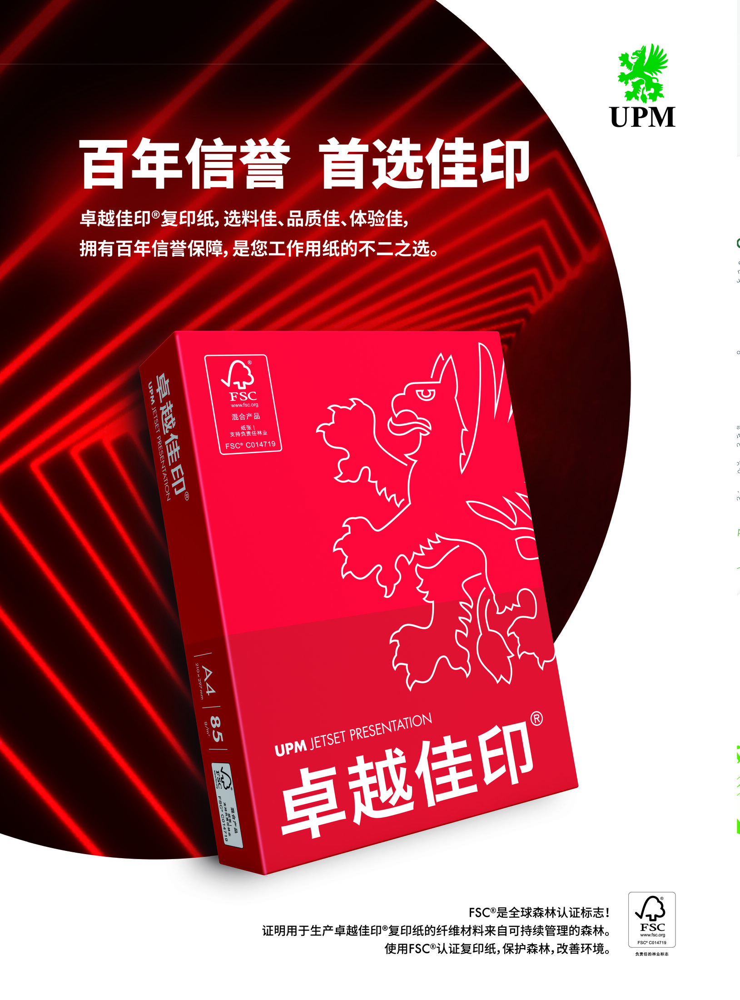 UPM
百年信誉 首选佳印
卓越佳印®复印纸，选料佳、品质佳、体验佳，
拥有百年信誉保障，是您工作用纸的不二之选。
®
FSC
www.fsc.org
混合产品
纸张 |
支持负责任林业
FSC® C014719
卓越佳印®
UPM JETSET PRESENTATION
A4
210 x 297 mm
85
g/m²
®
FSC
www.fsc.org
混合产品
纸张 |
支持负责任林业
FSC® C014719
UPM JETSET PRESENTATION
卓越佳印®
FSC®是全球森林认证标志！
证明用于生产卓越佳印®复印纸的纤维材料来自可持续管理的森林。
使用FSC®认证复印纸，保护森林，改善环境。
®
FSC
www.fsc.org
FSC® C014719
负责任的林业标志